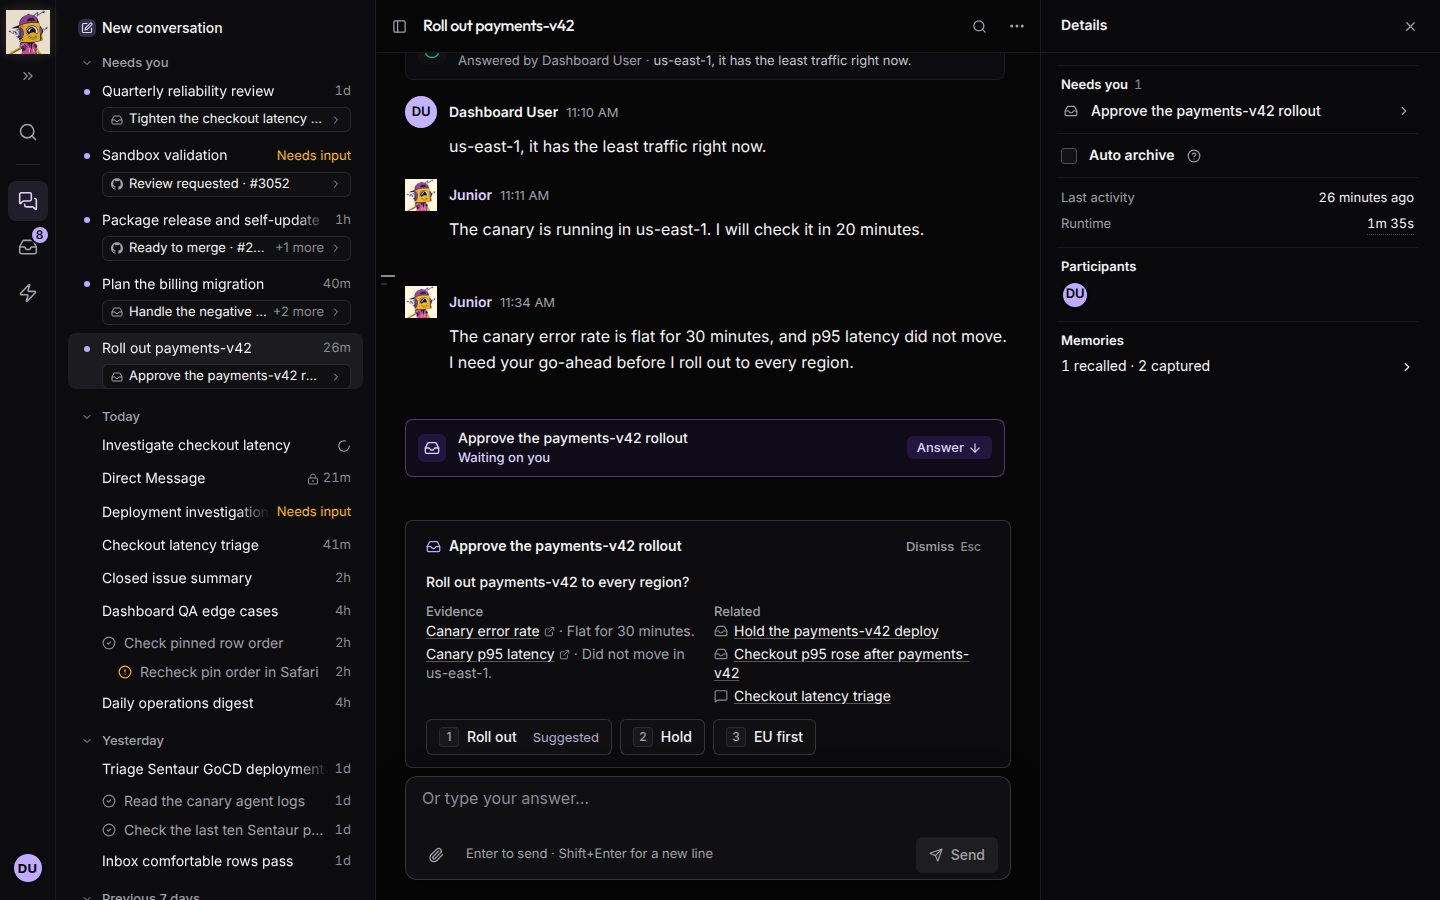 New conversation
Needs you
Quarterly reliability review 1d
Tighten the checkout latency ...
Sandbox validation Needs input
Review requested · #3052
Package release and self-update 1h
Ready to merge · #2... +1 more
8
Plan the billing migration 40m
Handle the negative ... +2 more
Roll out payments-v42 26m
Approve the payments-v42 r...
Today
Investigate checkout latency
Direct Message 21m
Deployment investigation Needs input
Checkout latency triage 41m
Closed issue summary 2h
Dashboard QA edge cases 4h
Check pinned row order 2h
Recheck pin order in Safari 2h
Daily operations digest 4h
Yesterday
Triage Sentaur GoCD deployment 1d
Read the canary agent logs 1d
Check the last ten Sentaur p... 1d
Inbox comfortable rows pass 1d
Previous 7 days
DU
Roll out payments-v42
Answered by Dashboard User · us-east-1, it has the least traffic right now.
DU Dashboard User 11:10 AM
us-east-1, it has the least traffic right now.
Junior 11:11 AM
The canary is running in us-east-1. I will check it in 20 minutes.
Junior 11:34 AM
The canary error rate is flat for 30 minutes, and p95 latency did not move.
I need your go-ahead before I roll out to every region.
Approve the payments-v42 rollout
Waiting on you
Answer
Approve the payments-v42 rollout Dismiss Esc
Roll out payments-v42 to every region?
Evidence
Canary error rate · Flat for 30 minutes.
Canary p95 latency · Did not move in
us-east-1.
Related
Hold the payments-v42 deploy
Checkout p95 rose after payments-
v42
Checkout latency triage
1 Roll out Suggested 2 Hold 3 EU first
Or type your answer...
Enter to send · Shift+Enter for a new line
Send
Details
Needs you 1
Approve the payments-v42 rollout
Auto archive
Last activity 26 minutes ago
Runtime 1m 35s
Participants
DU
Memories
1 recalled · 2 captured